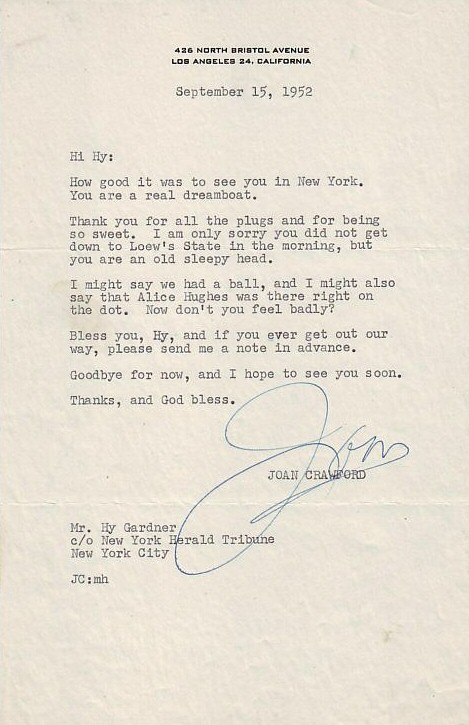 426 NORTH BRISTOL AVENUE
LOS ANGELES 24, CALIFORNIA
September 15, 1952
Hi Hy:
How good it was to see you in New York.
You are a real dreamboat.
Thank you for all the plugs and for being
so sweet. I am only sorry you did not get
down to Loew's State in the morning, but
you are an old sleepy head.
I might say we had a ball, and I might also
say that Alice Hughes was there right on
the dot. Now don't you feel badly?
Bless you, Hy, and if you ever get out our
way, please send me a note in advance.
Goodbye for now, and I hope to see you soon.
Thanks, and God bless.
Joan
JOAN CRAWFORD
Mr. Hy Gardner
c/o New York Herald Tribune
New York City
JC:mh